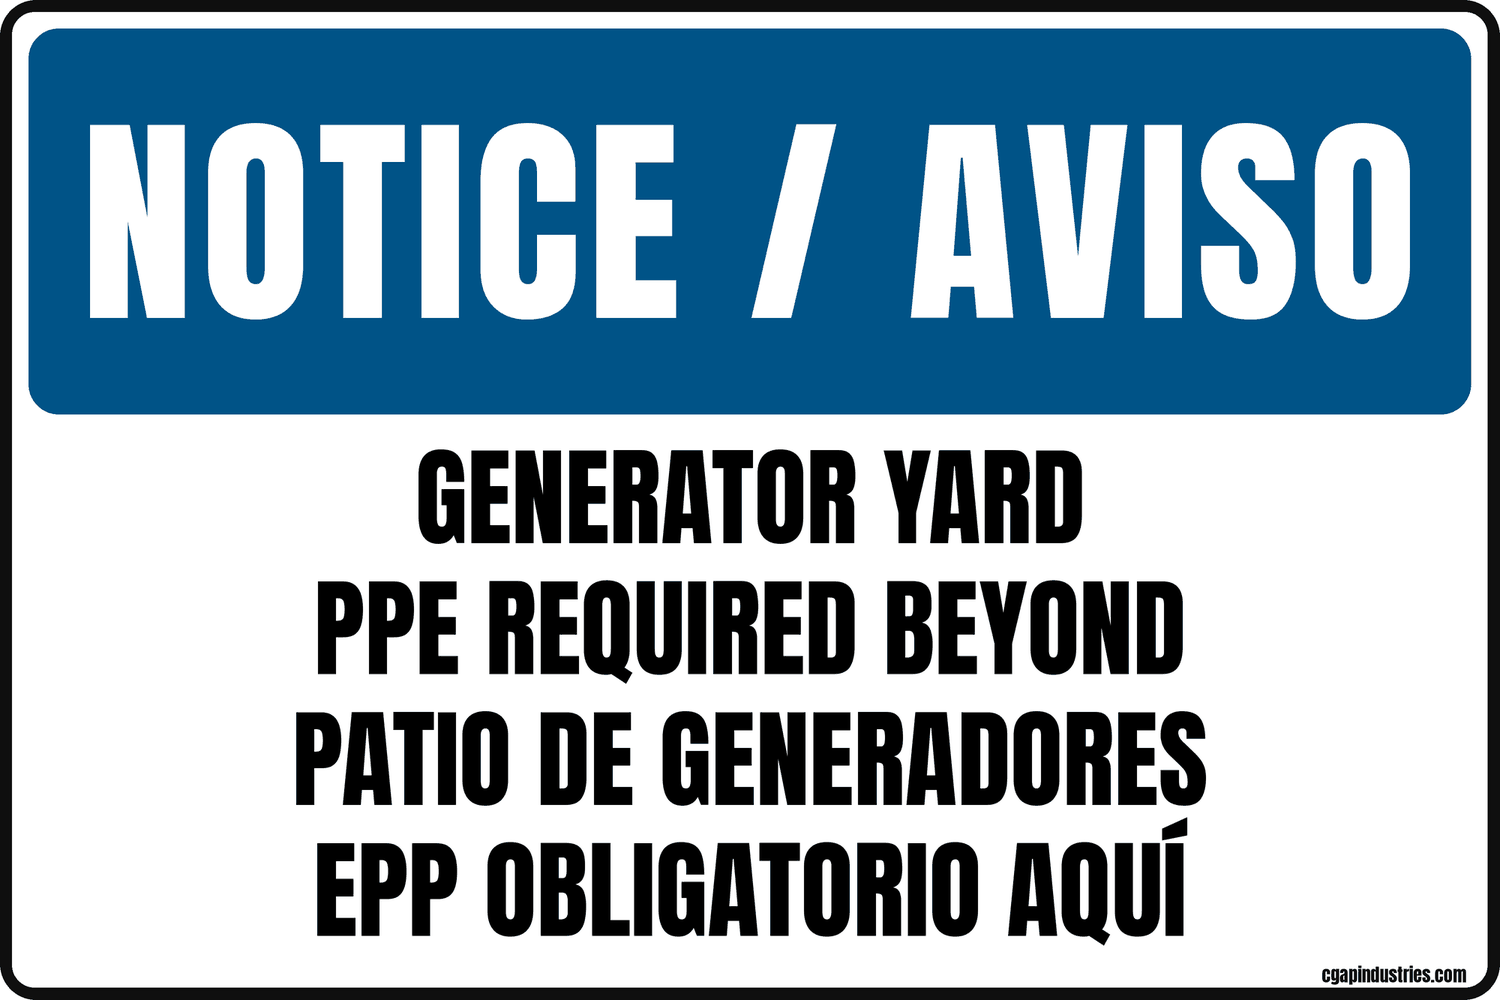 NOTICE / AVISO
GENERATOR YARD
PPE REQUIRED BEYOND
PATIO DE GENERADORES
EPP OBLIGATORIO AQUÍ
cgapindustries.com